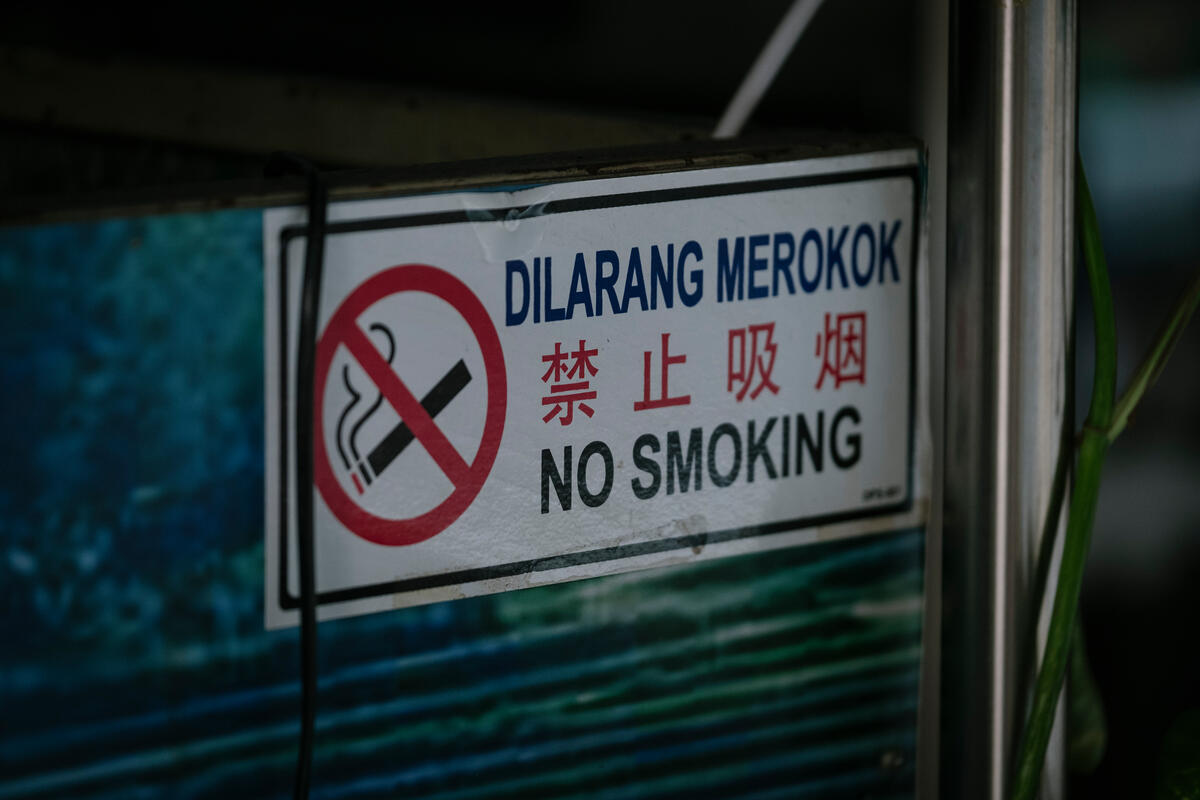 DILARANG MEROKOK
禁止吸烟
NO SMOKING